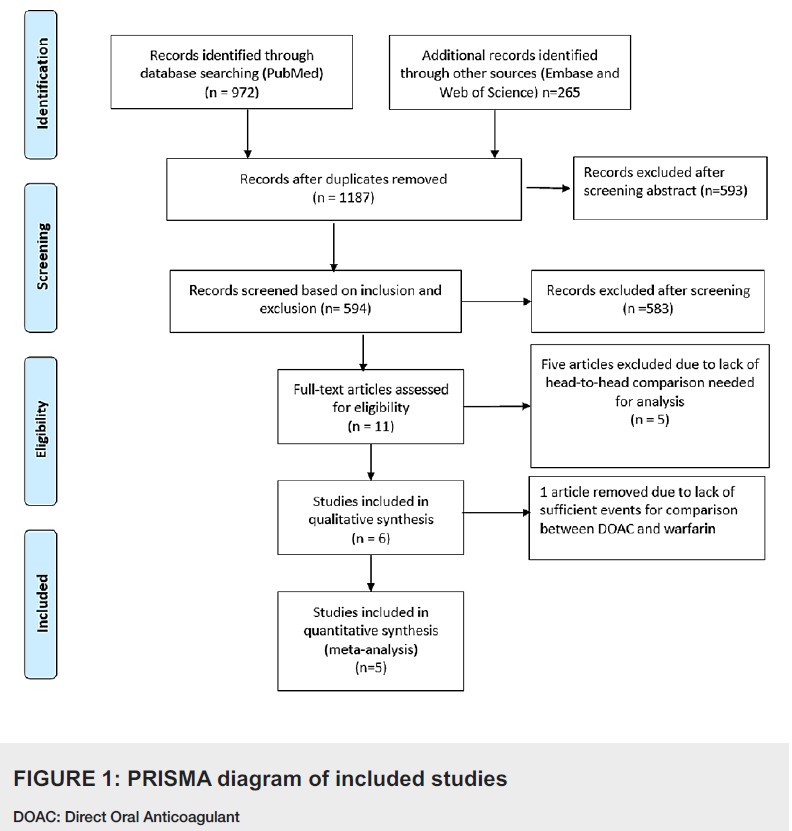 Identification
Records identified through
database searching (PubMed)
(n = 972)
Additional records identified
through other sources (Embase and
Web of Science) n=265
Records after duplicates removed
(n = 1187)
Records excluded after
screening abstract (n=593)
Screening
Records screened based on inclusion and
exclusion (n= 594)
Records excluded after screening
(n =583)
Eligibility
Full-text articles assessed
for eligibility
(n = 11)
Five articles excluded due to lack of
head-to-head comparison needed
for analysis
(n = 5)
Studies included in
qualitative synthesis
(n = 6)
1 article removed due to lack of
sufficient events for comparison
between DOAC and warfarin
Included
Studies included in
quantitative synthesis
(meta-analysis)
(n=5)
FIGURE 1: PRISMA diagram of included studies
DOAC: Direct Oral Anticoagulant